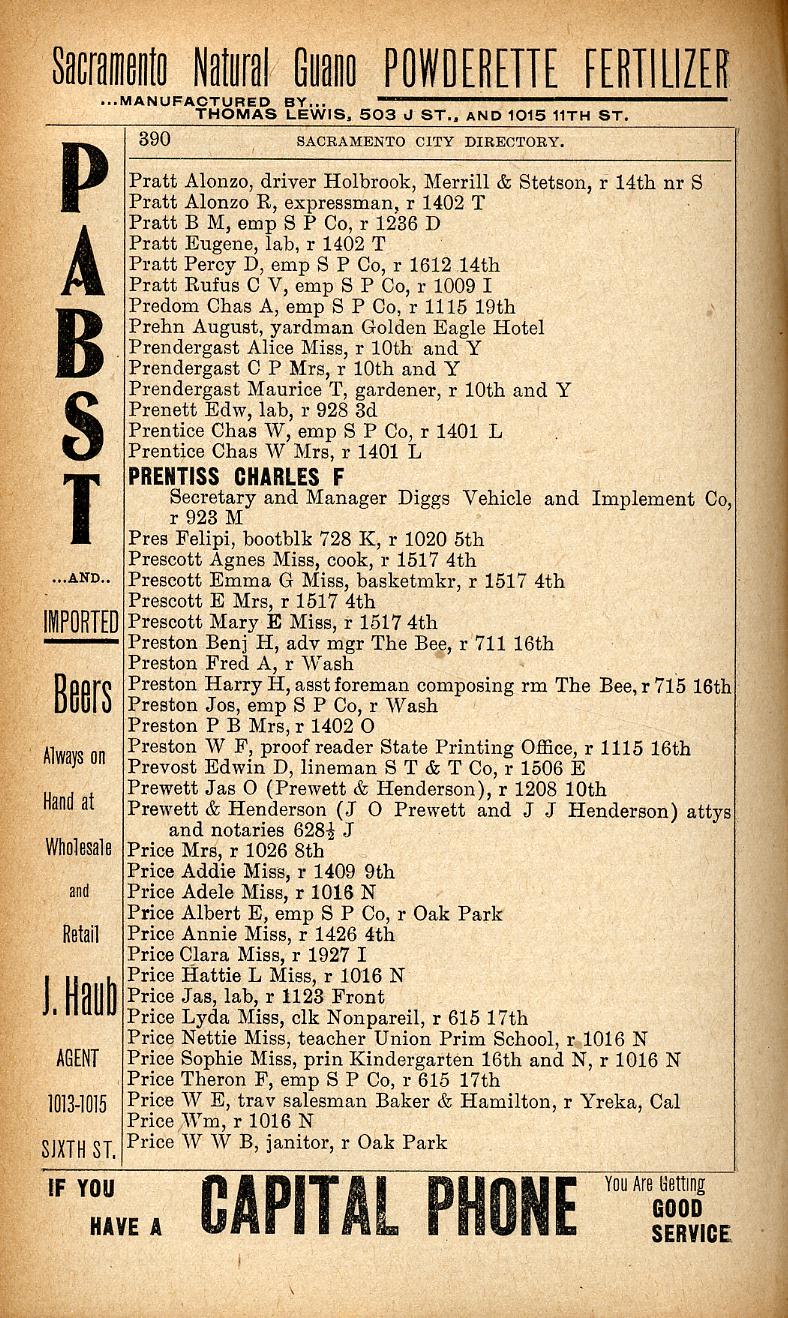 Sacramento Natural Guano POWDERETTE FERTILIZER
...MANUFACTURED BY...
THOMAS LEWIS, 503 J ST., AND 1015 11TH ST.
390 SACRAMENTO CITY DIRECTORY.
Pratt Alonzo, driver Holbrook, Merrill & Stetson, r 14th nr S
Pratt Alonzo R, expressman, r 1402 T
Pratt B M, emp S P Co, r 1236 D
Pratt Eugene, lab, r 1402 T
Pratt Percy D, emp S P Co, r 1612 14th
Pratt Rufus C V, emp S P Co, r 1009 I
Predom Chas A, emp S P Co, r 1115 19th
Prehn August, yardman Golden Eagle Hotel
Prendergast Alice Miss, r 10th and Y
Prendergast C P Mrs, r 10th and Y
Prendergast Maurice T, gardener, r 10th and Y
Prenett Edw, lab, r 928 3d
Prentice Chas W, emp S P Co, r 1401 L
Prentice Chas W Mrs, r 1401 L
PRENTISS CHARLES F
Secretary and Manager Diggs Vehicle and Implement Co,
r 923 M
Pres Felipi, bootblk 728 K, r 1020 5th
Prescott Agnes Miss, cook, r 1517 4th
Prescott Emma G Miss, basketmkr, r 1517 4th
Prescott E Mrs, r 1517 4th
Prescott Mary E Miss, r 1517 4th
Preston Benj H, adv mgr The Bee, r 711 16th
Preston Fred A, r Wash
Preston Harry H, asst foreman composing rm The Bee, r 715 16th
Preston Jos, emp S P Co, r Wash
Preston P B Mrs, r 1402 O
Preston W F, proof reader State Printing Office, r 1115 16th
Prevost Edwin D, lineman S T & T Co, r 1506 E
Prewett Jas O (Prewett & Henderson), r 1208 10th
Prewett & Henderson (J O Prewett and J J Henderson) attys
and notaries 628½ J
Price Mrs, r 1026 8th
Price Addie Miss, r 1409 9th
Price Adele Miss, r 1016 N
Price Albert E, emp S P Co, r Oak Park
Price Annie Miss, r 1426 4th
Price Clara Miss, r 1927 I
Price Hattie L Miss, r 1016 N
Price Jas, lab, r 1123 Front
Price Lyda Miss, clk Nonpareil, r 615 17th
Price Nettie Miss, teacher Union Prim School, r 1016 N
Price Sophie Miss, prin Kindergarten 16th and N, r 1016 N
Price Theron F, emp S P Co, r 615 17th
Price W E, trav salesman Baker & Hamilton, r Yreka, Cal
Price Wm, r 1016 N
Price W W B, janitor, r Oak Park
PABST
...AND..
IMPORTED
Beers
Always on
Hand at
Wholesale
and
Retail
J. Haub
AGENT
1013-1015
SIXTH ST.
IF YOU
HAVE A
CAPITAL PHONE
You Are Getting
GOOD
SERVICE